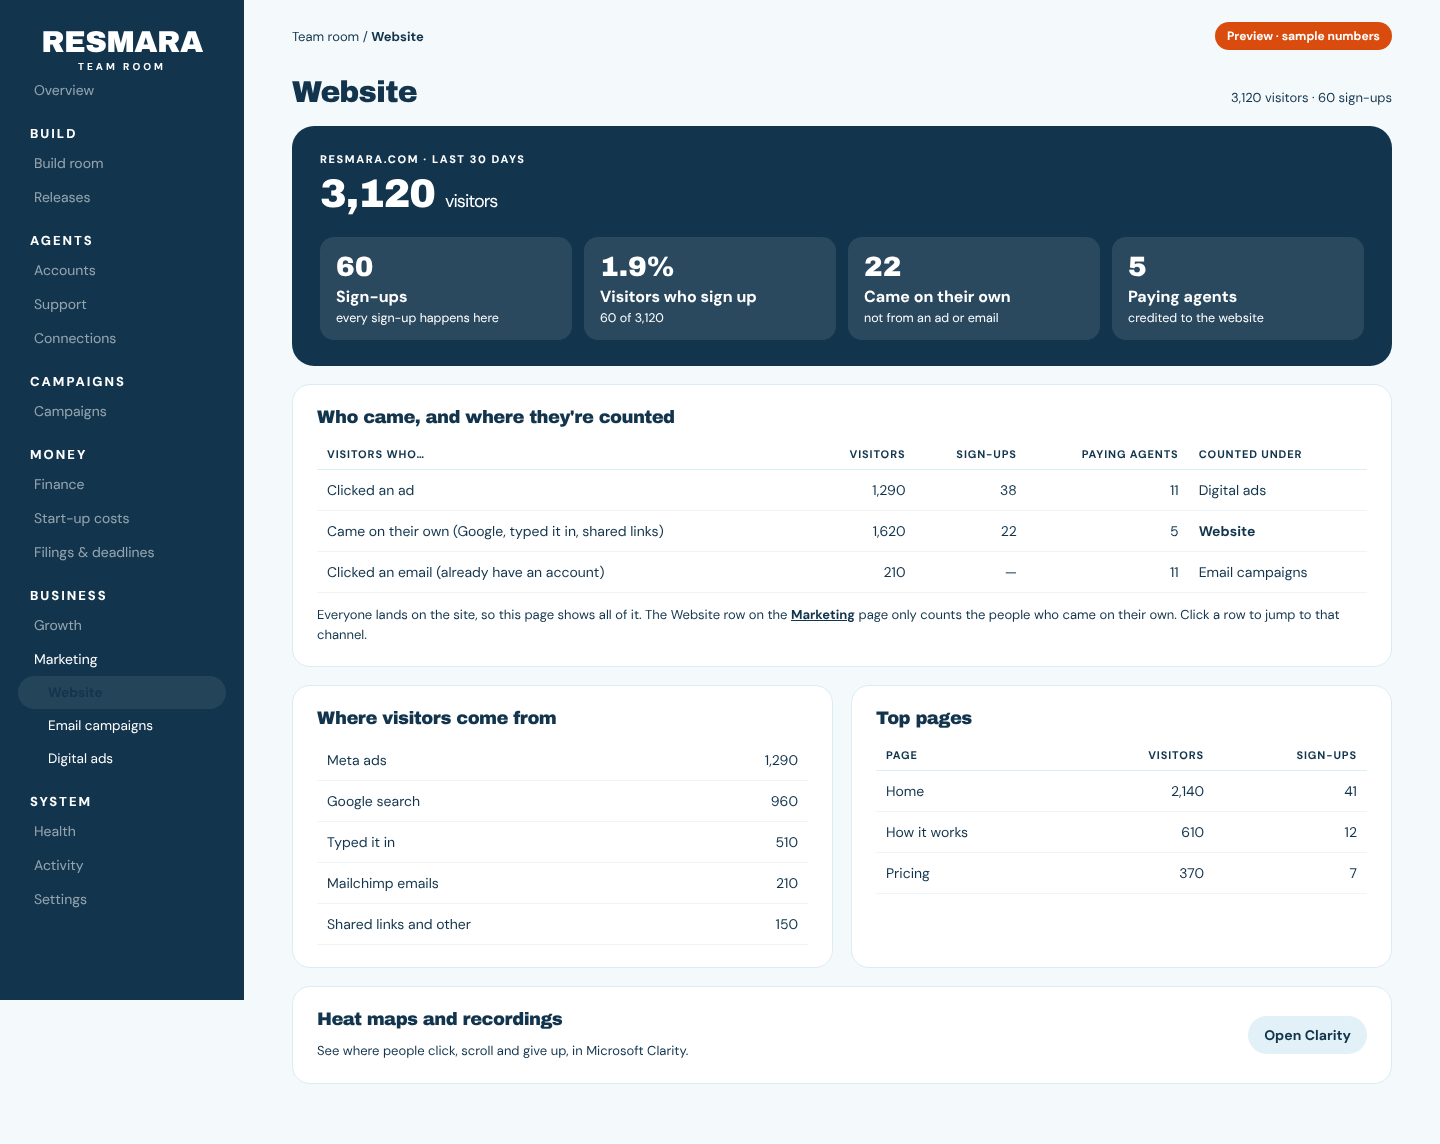 RESMARA
TEAM ROOM
Overview
BUILD
Build room
Releases
AGENTS
Accounts
Support
Connections
CAMPAIGNS
Campaigns
MONEY
Finance
Start-up costs
Filings & deadlines
BUSINESS
Growth
Marketing
Website
Email campaigns
Digital ads
SYSTEM
Health
Activity
Settings
Team room / Website
Preview · sample numbers
Website
3,120 visitors · 60 sign-ups
RESMARA.COM · LAST 30 DAYS
3,120 visitors
60
Sign-ups
every sign-up happens here
1.9%
Visitors who sign up
60 of 3,120
22
Came on their own
not from an ad or email
5
Paying agents
credited to the website
Who came, and where they're counted
VISITORS WHO… VISITORS SIGN-UPS PAYING AGENTS COUNTED UNDER
Clicked an ad 1,290 38 11 Digital ads
Came on their own (Google, typed it in, shared links) 1,620 22 5 Website
Clicked an email (already have an account) 210 — 11 Email campaigns
Everyone lands on the site, so this page shows all of it. The Website row on the Marketing page only counts the people who came on their own. Click a row to jump to that
channel.
Where visitors come from
Meta ads 1,290
Google search 960
Typed it in 510
Mailchimp emails 210
Shared links and other 150
Top pages
PAGE VISITORS SIGN-UPS
Home 2,140 41
How it works 610 12
Pricing 370 7
Heat maps and recordings
See where people click, scroll and give up, in Microsoft Clarity.
Open Clarity